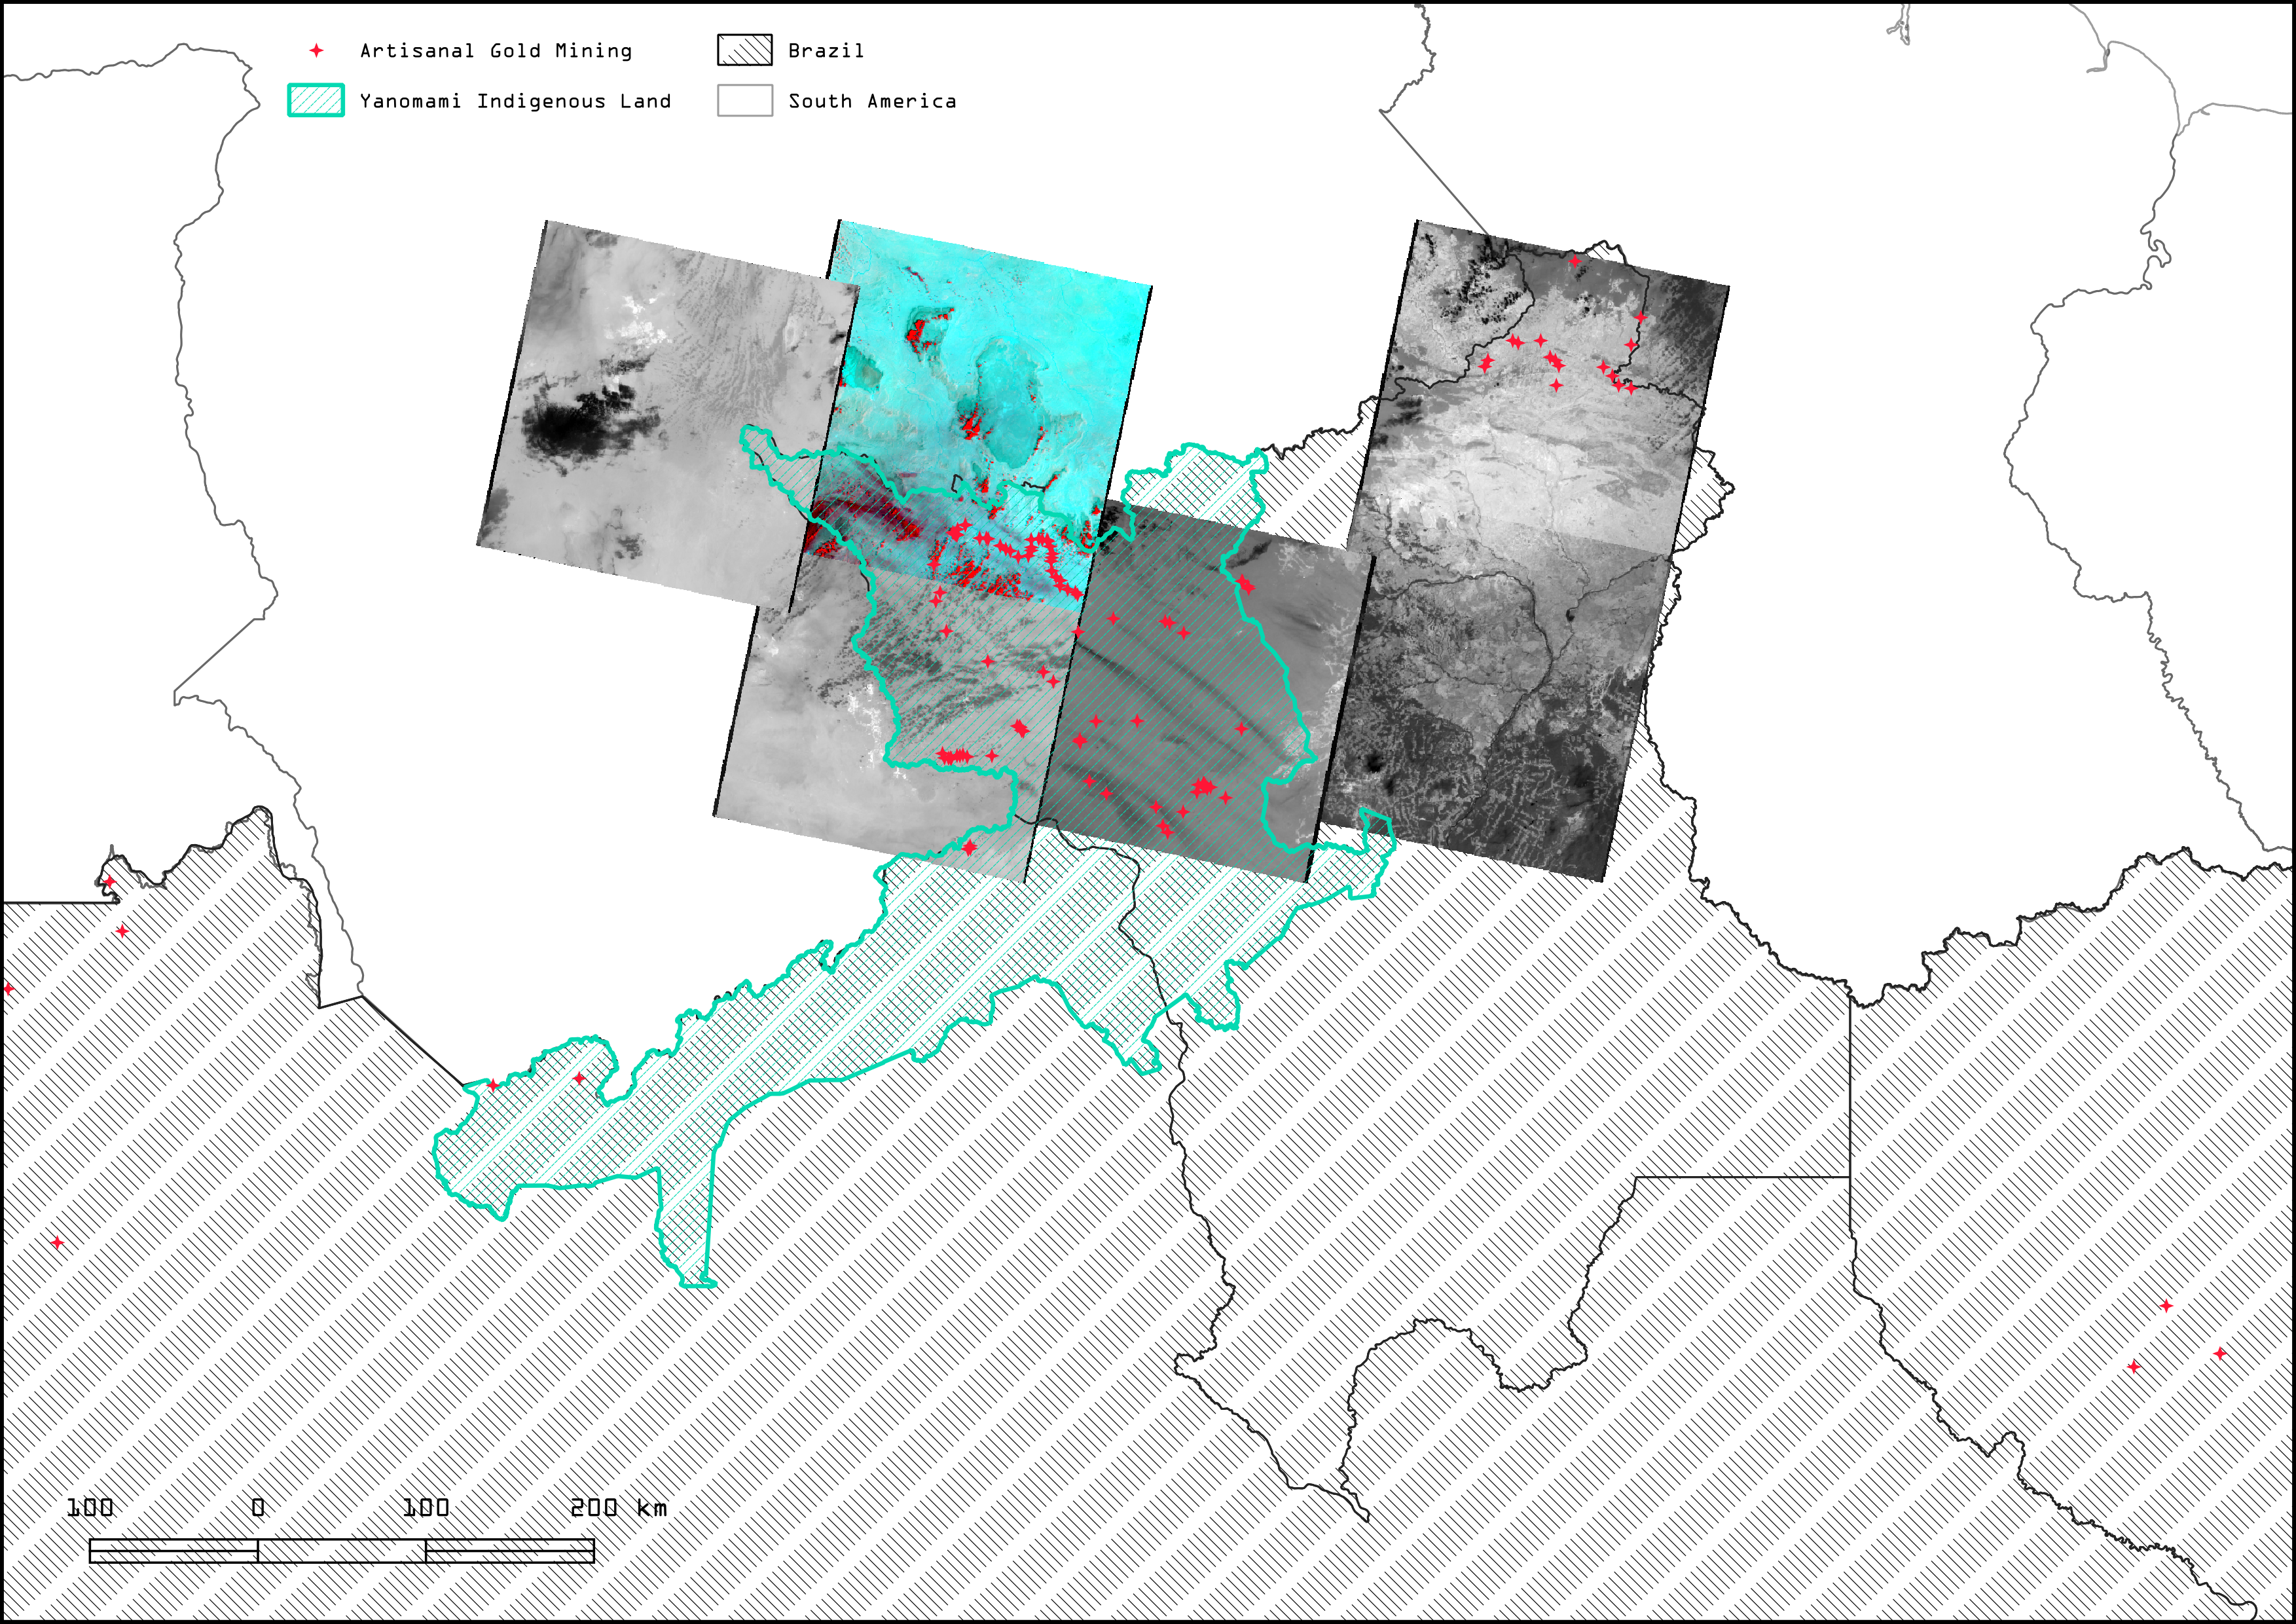 Artisanal Gold Mining
Brazil
Yanomami Indigenous Land
South America
100 0 100 200 km